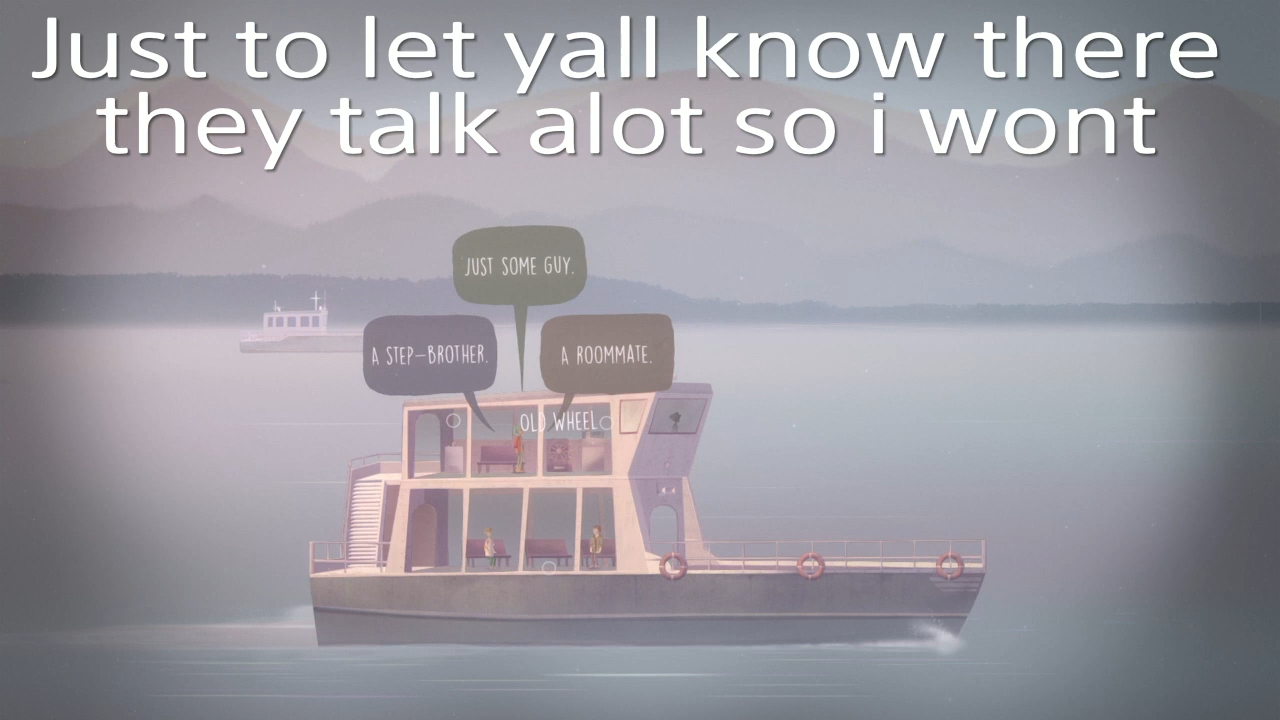 Just to let yall know there
they talk alot so i wont
JUST SOME GUY.
A STEP-BROTHER.
A ROOMMATE.
OLD WHEEL